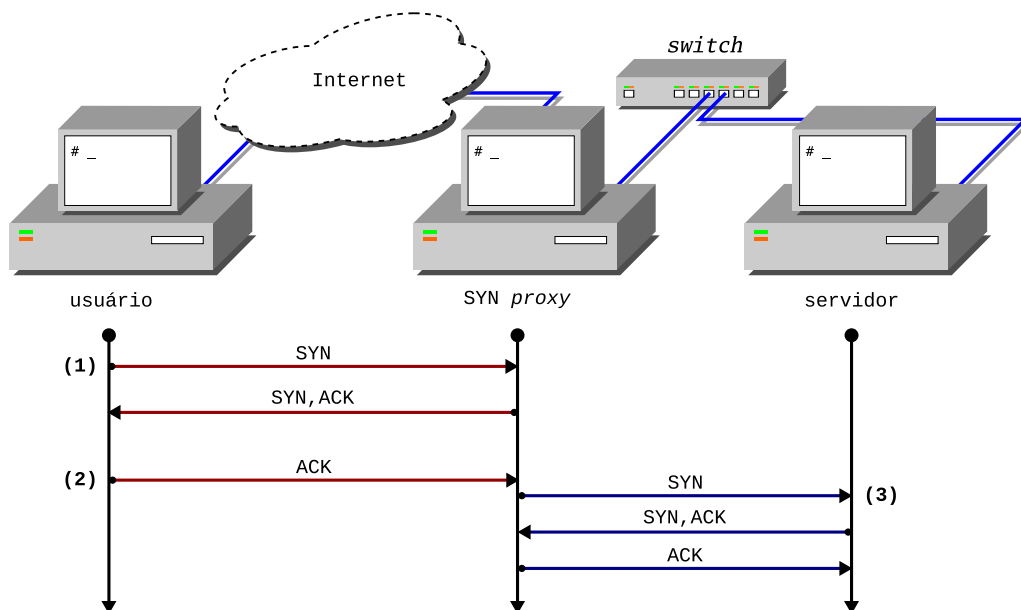 switch
Internet
# _
# _
# _
usuário
SYN proxy
servidor
(1)
SYN
SYN,ACK
(2)
ACK
SYN
(3)
SYN,ACK
ACK